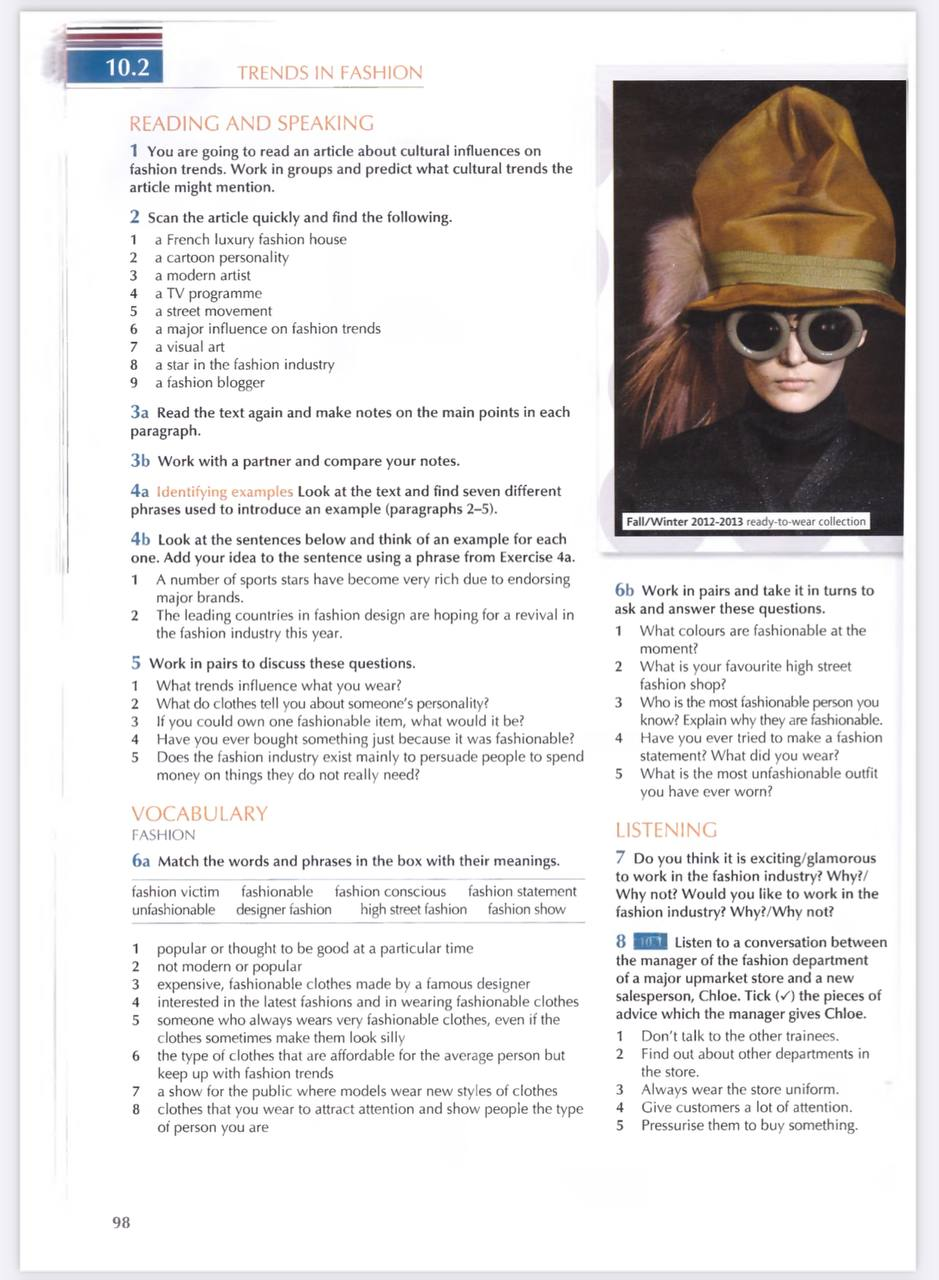 10.2
TRENDS IN FASHION
READING AND SPEAKING
1 You are going to read an article about cultural influences on
fashion trends. Work in groups and predict what cultural trends the
article might mention.
2 Scan the article quickly and find the following.
1 a French luxury fashion house
2 a cartoon personality
3 a modern artist
4 a TV programme
5 a street movement
6 a major influence on fashion trends
7 a visual art
8 a star in the fashion industry
9 a fashion blogger
3a Read the text again and make notes on the main points in each
paragraph.
3b Work with a partner and compare your notes.
4a Identifying examples Look at the text and find seven different
phrases used to introduce an example (paragraphs 2–5).
4b Look at the sentences below and think of an example for each
one. Add your idea to the sentence using a phrase from Exercise 4a.
1 A number of sports stars have become very rich due to endorsing
major brands.
2 The leading countries in fashion design are hoping for a revival in
the fashion industry this year.
5 Work in pairs to discuss these questions.
1 What trends influence what you wear?
2 What do clothes tell you about someone's personality?
3 If you could own one fashionable item, what would it be?
4 Have you ever bought something just because it was fashionable?
5 Does the fashion industry exist mainly to persuade people to spend
money on things they do not really need?
VOCABULARY
FASHION
6a Match the words and phrases in the box with their meanings.
fashion victim fashionable fashion conscious fashion statement
unfashionable designer fashion high street fashion fashion show
1 popular or thought to be good at a particular time
2 not modern or popular
3 expensive, fashionable clothes made by a famous designer
4 interested in the latest fashions and in wearing fashionable clothes
5 someone who always wears very fashionable clothes, even if the
clothes sometimes make them look silly
6 the type of clothes that are affordable for the average person but
keep up with fashion trends
7 a show for the public where models wear new styles of clothes
8 clothes that you wear to attract attention and show people the type
of person you are
Fall/Winter 2012-2013 ready-to-wear collection
6b Work in pairs and take it in turns to
ask and answer these questions.
1 What colours are fashionable at the
moment?
2 What is your favourite high street
fashion shop?
3 Who is the most fashionable person you
know? Explain why they are fashionable.
4 Have you ever tried to make a fashion
statement? What did you wear?
5 What is the most unfashionable outfit
you have ever worn?
LISTENING
7 Do you think it is exciting/glamorous
to work in the fashion industry? Why?/
Why not? Would you like to work in the
fashion industry? Why?/Why not?
8 10.1 Listen to a conversation between
the manager of the fashion department
of a major upmarket store and a new
salesperson, Chloe. Tick (✓) the pieces of
advice which the manager gives Chloe.
1 Don't talk to the other trainees.
2 Find out about other departments in
the store.
3 Always wear the store uniform.
4 Give customers a lot of attention.
5 Pressurise them to buy something.
98